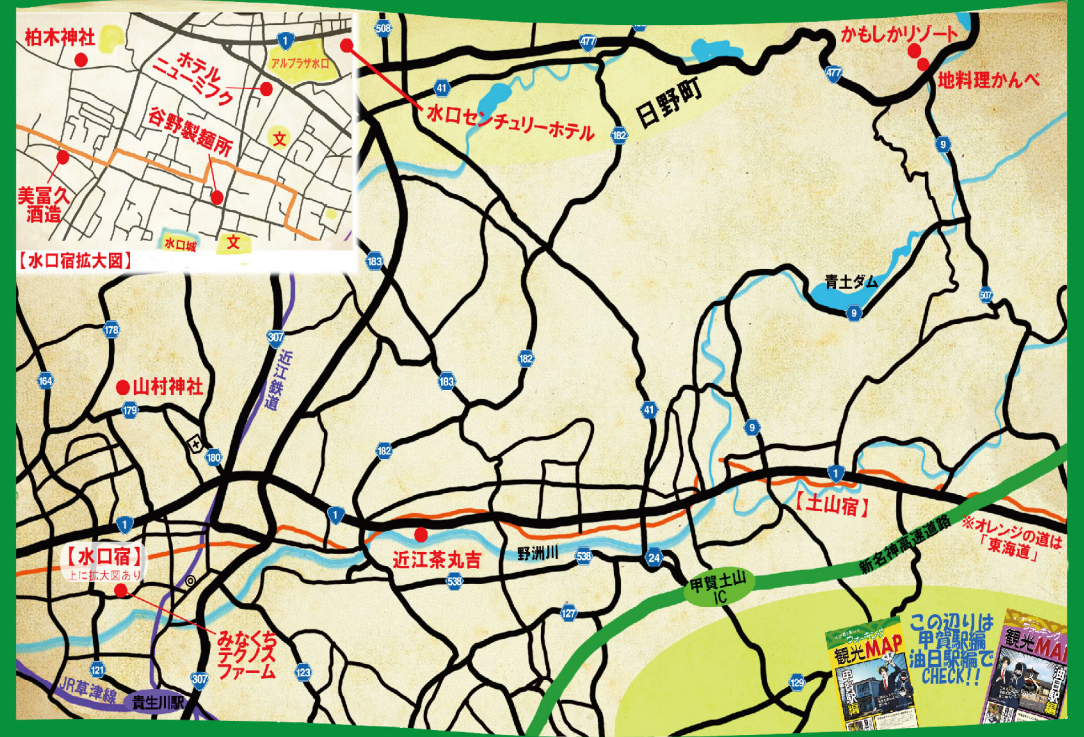 柏木神社
1
アルプラザ水口
ホテル
ニューミフク
谷野製麺所
文
美冨久
酒造
水口城
文
【水口宿拡大図】
水口センチュリーホテル
508
477
41
182
日野町
477
かもしかリゾート
地料理かんべ
9
183
青土ダム
9
507
178
307
近江鉄道
164
山村神社
179
180
183
182
182
41
9
1
1
1
【土山宿】
近江茶丸吉
野洲川
538
538
24
新名神高速道路
※オレンジの道は
「東海道」
【水口宿】
上に拡大図あり
甲賀土山
IC
127
みなくち
テクノス
ファーム
121
307
123
129
JR草津線
貴生川駅
この辺りは
甲賀駅編
油日駅編で
CHECK!!
観光MAP
甲賀駅編
観光MAP
油日駅編